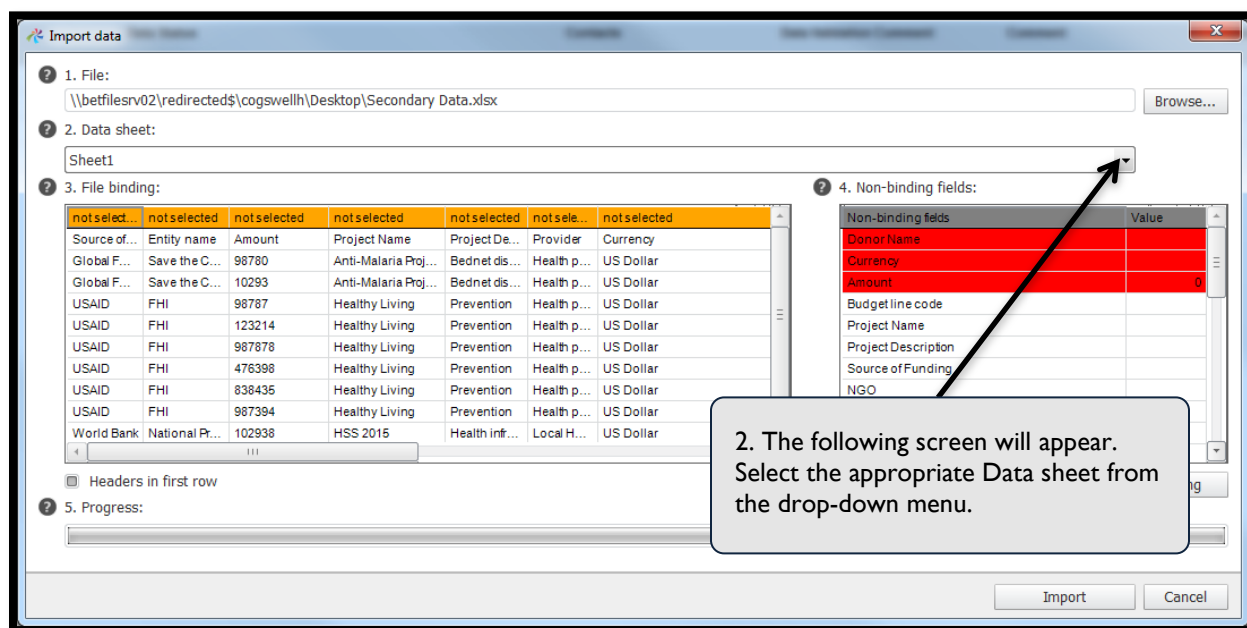 Import data
1. File:
\\betfilesrv02\redirected$\cogswellh\Desktop\Secondary Data.xlsx
Browse...
2. Data sheet:
Sheet1
3. File binding:
4. Non-binding fields:
not select... not selected not selected not selected not selected not sele... not selected
Source of... Entity name Amount Project Name Project De... Provider Currency
Global F... Save the C... 98780 Anti-Malaria Proj... Bednet dis... Health p... US Dollar
Global F... Save the C... 10293 Anti-Malaria Proj... Bednet dis... Health p... US Dollar
USAID FHI 98787 Healthy Living Prevention Health p... US Dollar
USAID FHI 123214 Healthy Living Prevention Health p... US Dollar
USAID FHI 987878 Healthy Living Prevention Health p... US Dollar
USAID FHI 476398 Healthy Living Prevention Health p... US Dollar
USAID FHI 838435 Healthy Living Prevention Health p... US Dollar
USAID FHI 987394 Healthy Living Prevention Health p... US Dollar
World Bank National Pr... 102938 HSS 2015 Health infr... Local H... US Dollar
Non-binding fields Value
Donor Name
Currency
Amount 0
Budget line code
Project Name
Project Description
Source of Funding
NGO
2. The following screen will appear.
Select the appropriate Data sheet from
the drop-down menu.
Headers in first row
ng
5. Progress:
Import
Cancel